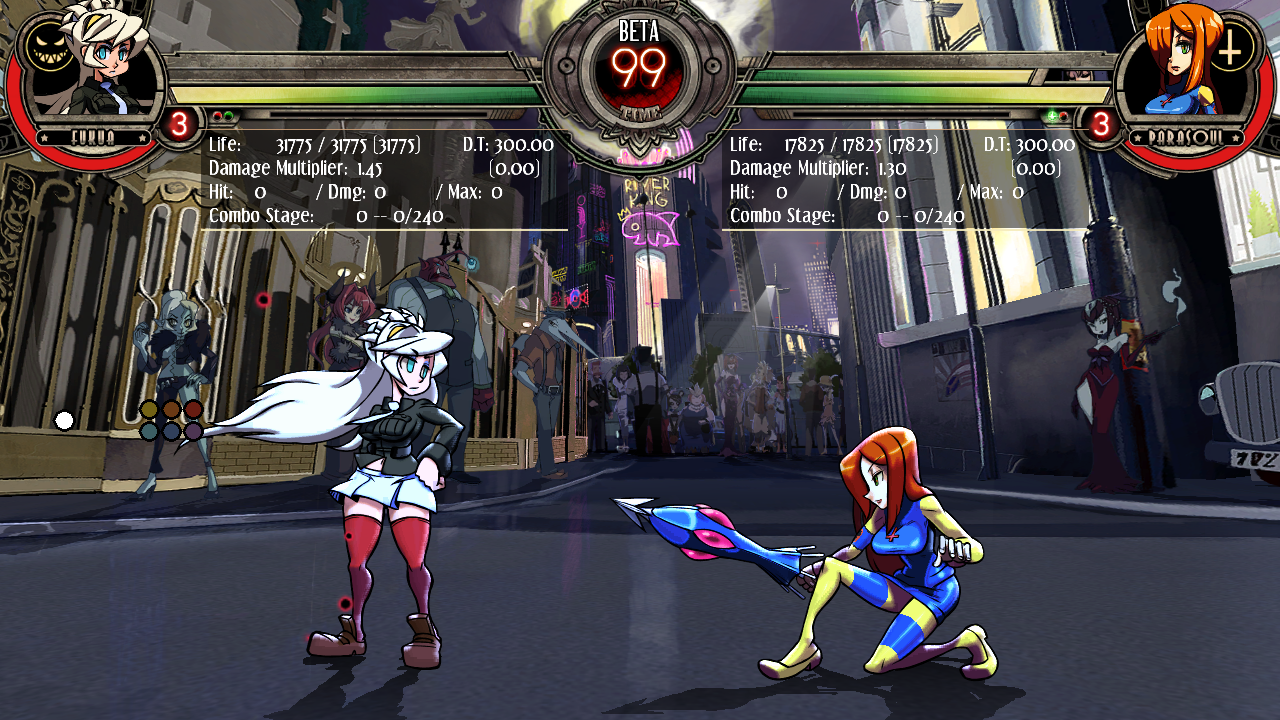 BETA
99
TIME
FUKUA
3
3
PARASOUL
Life: 31775 / 31775 [31775] D.T: 300.00
Damage Multiplier: 1.45 [0.00]
Hit: 0 / Dmg: 0 / Max: 0
Combo Stage: 0 -- 0/240
Life: 17825 / 17825 [17825] D.T: 300.00
Damage Multiplier: 1.30 [0.00]
Hit: 0 / Dmg: 0 / Max: 0
Combo Stage: 0 -- 0/240
RIVER
KING